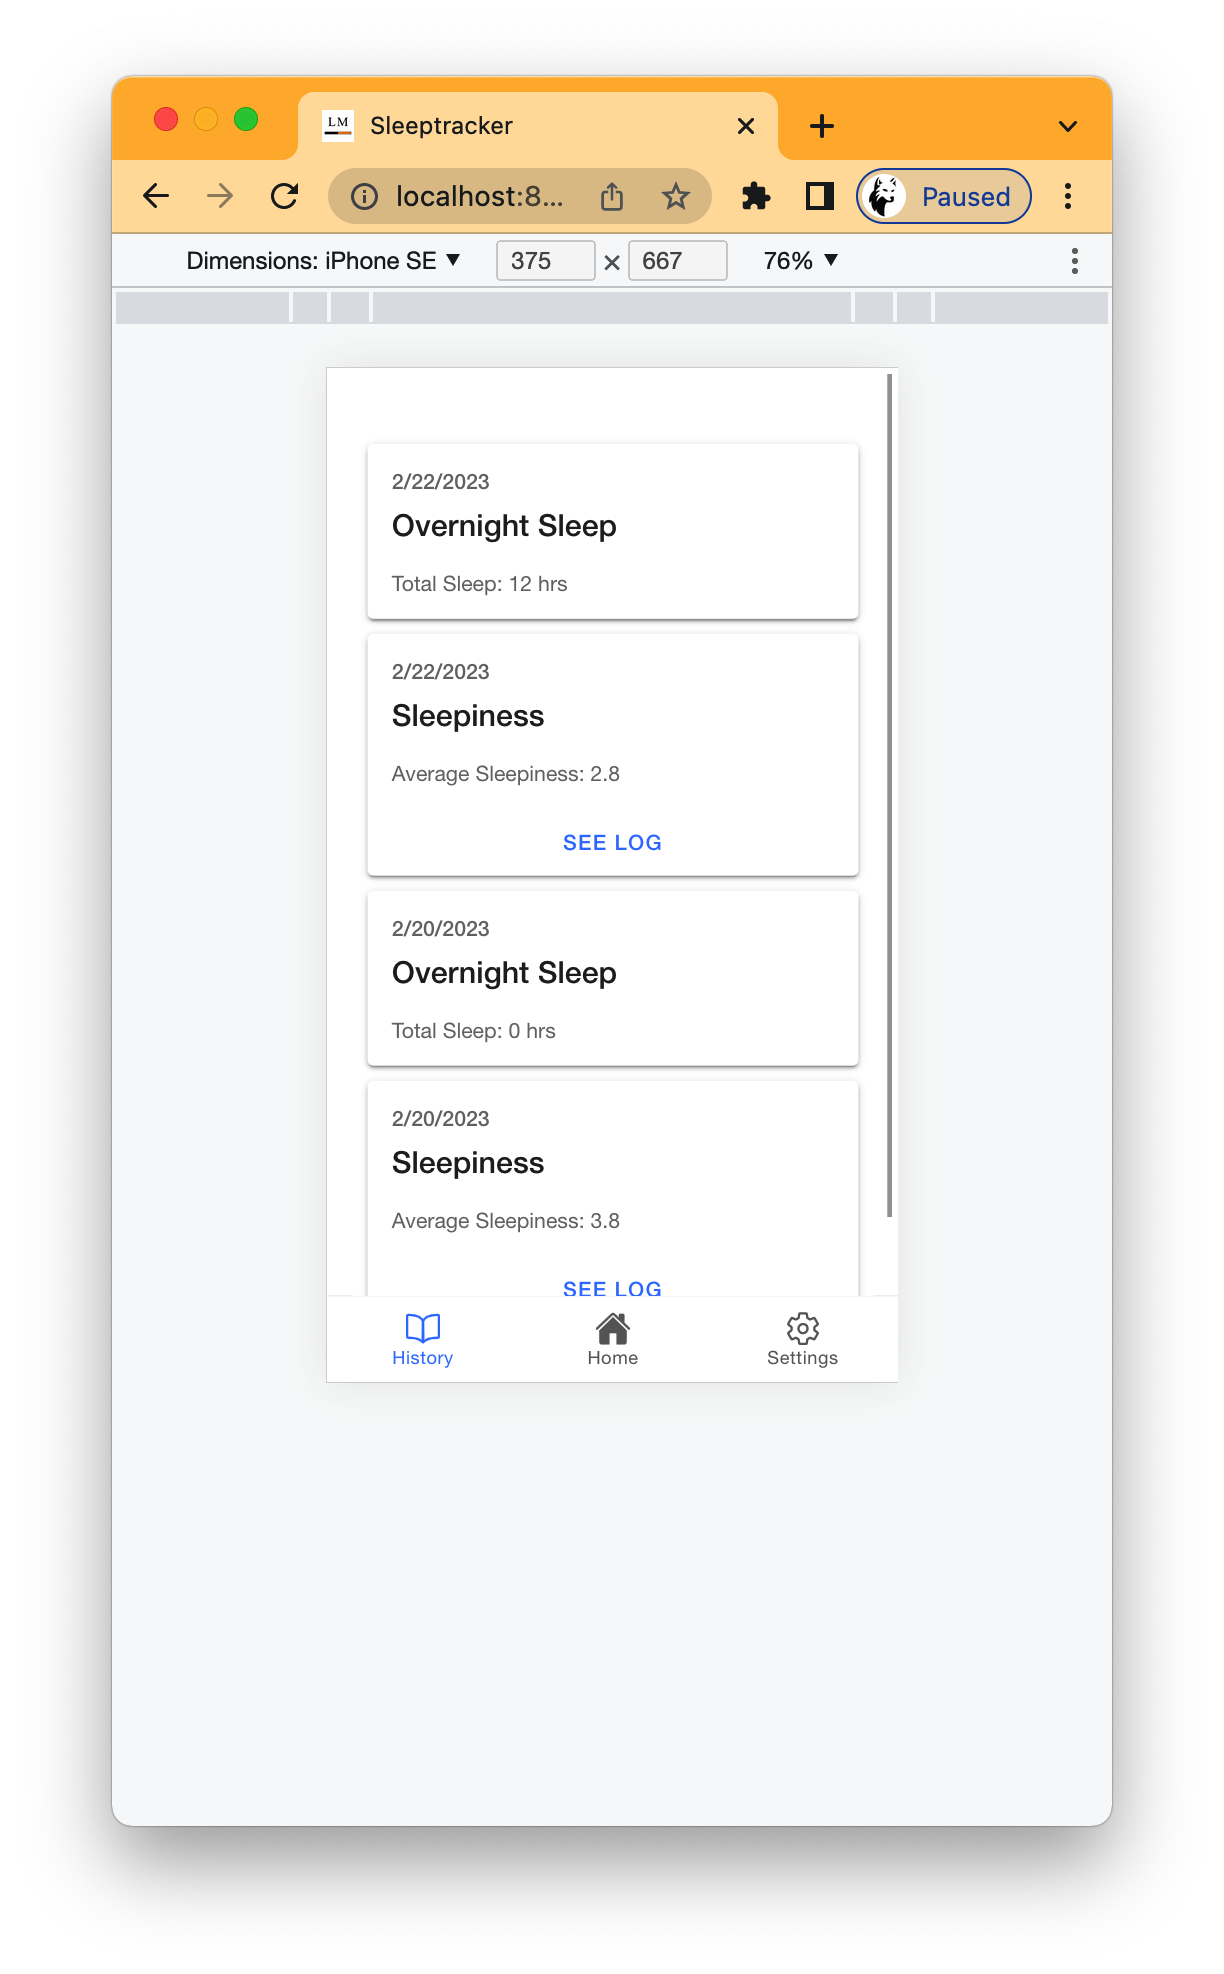 LM
Sleeptracker
localhost:8...
Paused
Dimensions: iPhone SE ▼ 375 × 667 76% ▼
2/22/2023
Overnight Sleep
Total Sleep: 12 hrs
2/22/2023
Sleepiness
Average Sleepiness: 2.8
SEE LOG
2/20/2023
Overnight Sleep
Total Sleep: 0 hrs
2/20/2023
Sleepiness
Average Sleepiness: 3.8
SEE LOG
History Home Settings